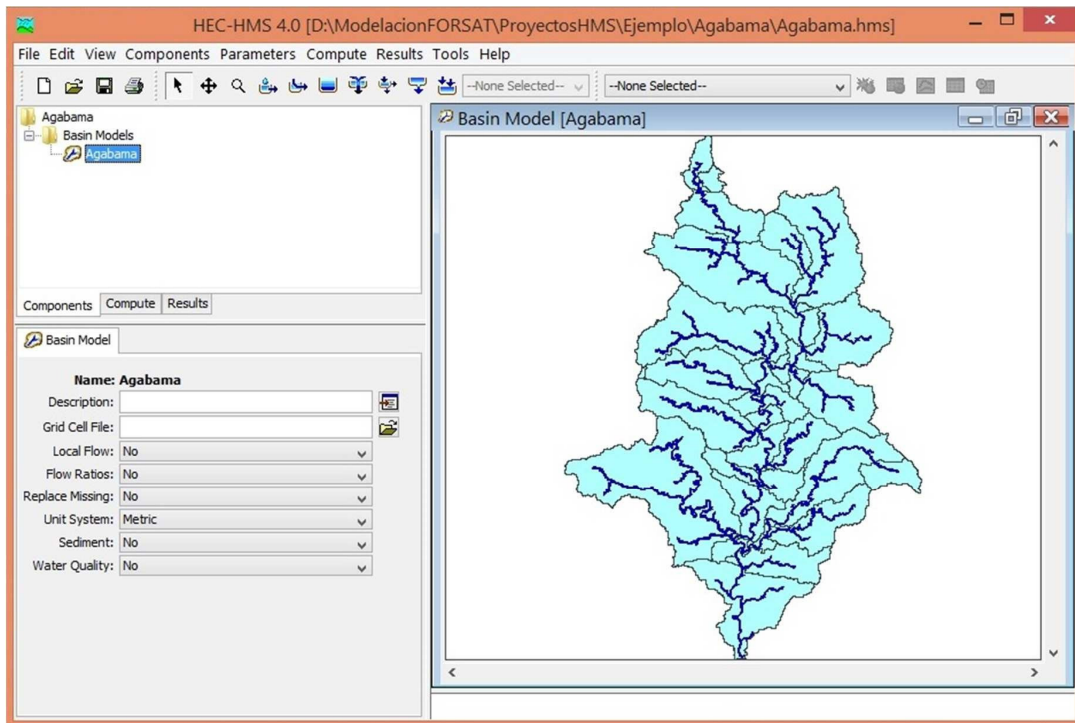 HEC-HMS 4.0 [D:\ModelacionFORSAT\ProyectosHMS\Ejemplo\Agabama\Agabama.hms]
File Edit View Components Parameters Compute Results Tools Help
--None Selected-- --None Selected--
Agabama
Basin Models
Agabama
Components Compute Results
Basin Model
Name: Agabama
Description:
Grid Cell File:
Local Flow: No
Flow Ratios: No
Replace Missing: No
Unit System: Metric
Sediment: No
Water Quality: No
Basin Model [Agabama]